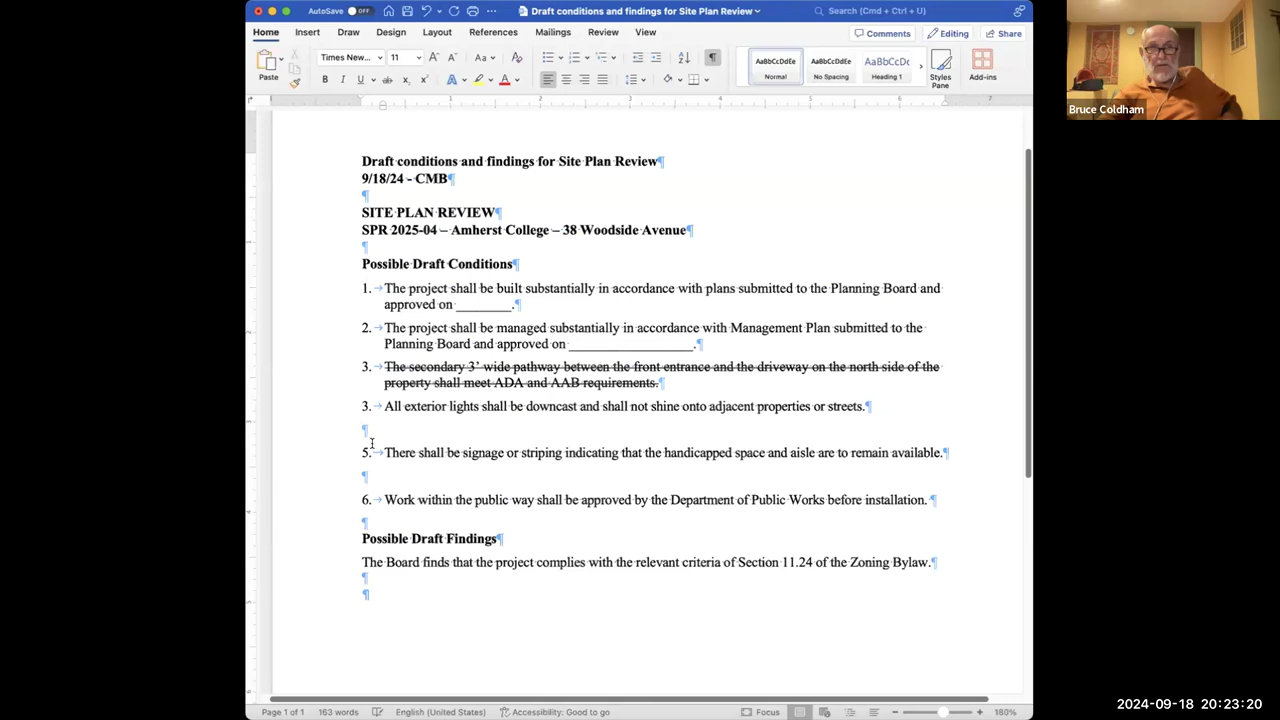 AutoSave OFF
Draft conditions and findings for Site Plan Review
Search (Cmd + Ctrl + U)
Home Insert Draw Design Layout References Mailings Review View
Comments Editing Share
Paste
Times New... 11
Aa
AaBbCcDdEe
Normal
AaBbCcDdEe
No Spacing
AaBbCcDc
Heading 1
Styles Pane
Add-ins
Bruce Coldham
Draft conditions and findings for Site Plan Review¶
9/18/24 - CMB¶
¶
SITE PLAN REVIEW¶
SPR 2025-04 – Amherst College – 38 Woodside Avenue¶
¶
Possible Draft Conditions¶
1. The project shall be built substantially in accordance with plans submitted to the Planning Board and
approved on ________.¶
2. The project shall be managed substantially in accordance with Management Plan submitted to the
Planning Board and approved on __________________.¶
3. The secondary 3’ wide pathway between the front entrance and the driveway on the north side of the
property shall meet ADA and AAB requirements.¶
3. All exterior lights shall be downcast and shall not shine onto adjacent properties or streets.¶
¶
5. There shall be signage or striping indicating that the handicapped space and aisle are to remain available.¶
¶
6. Work within the public way shall be approved by the Department of Public Works before installation.¶
¶
Possible Draft Findings¶
The Board finds that the project complies with the relevant criteria of Section 11.24 of the Zoning Bylaw.¶
¶
¶
Page 1 of 1 163 words English (United States) Accessibility: Good to go Focus 180%
2024-09-18 20:23:20